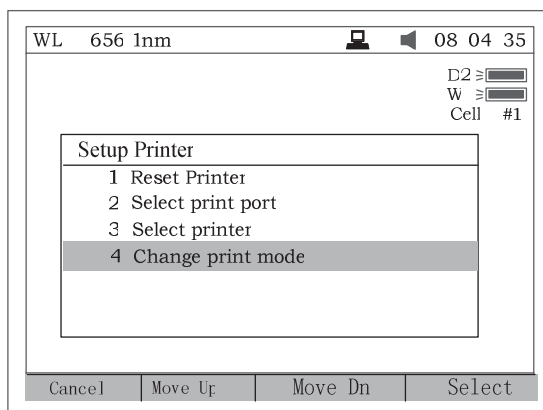 WL 656 1nm 08 04 35
D2
W
Cell #1
Setup Printer
1 Reset Printer
2 Select print port
3 Select printer
4 Change print mode
Cancel Move Up Move Dn Select